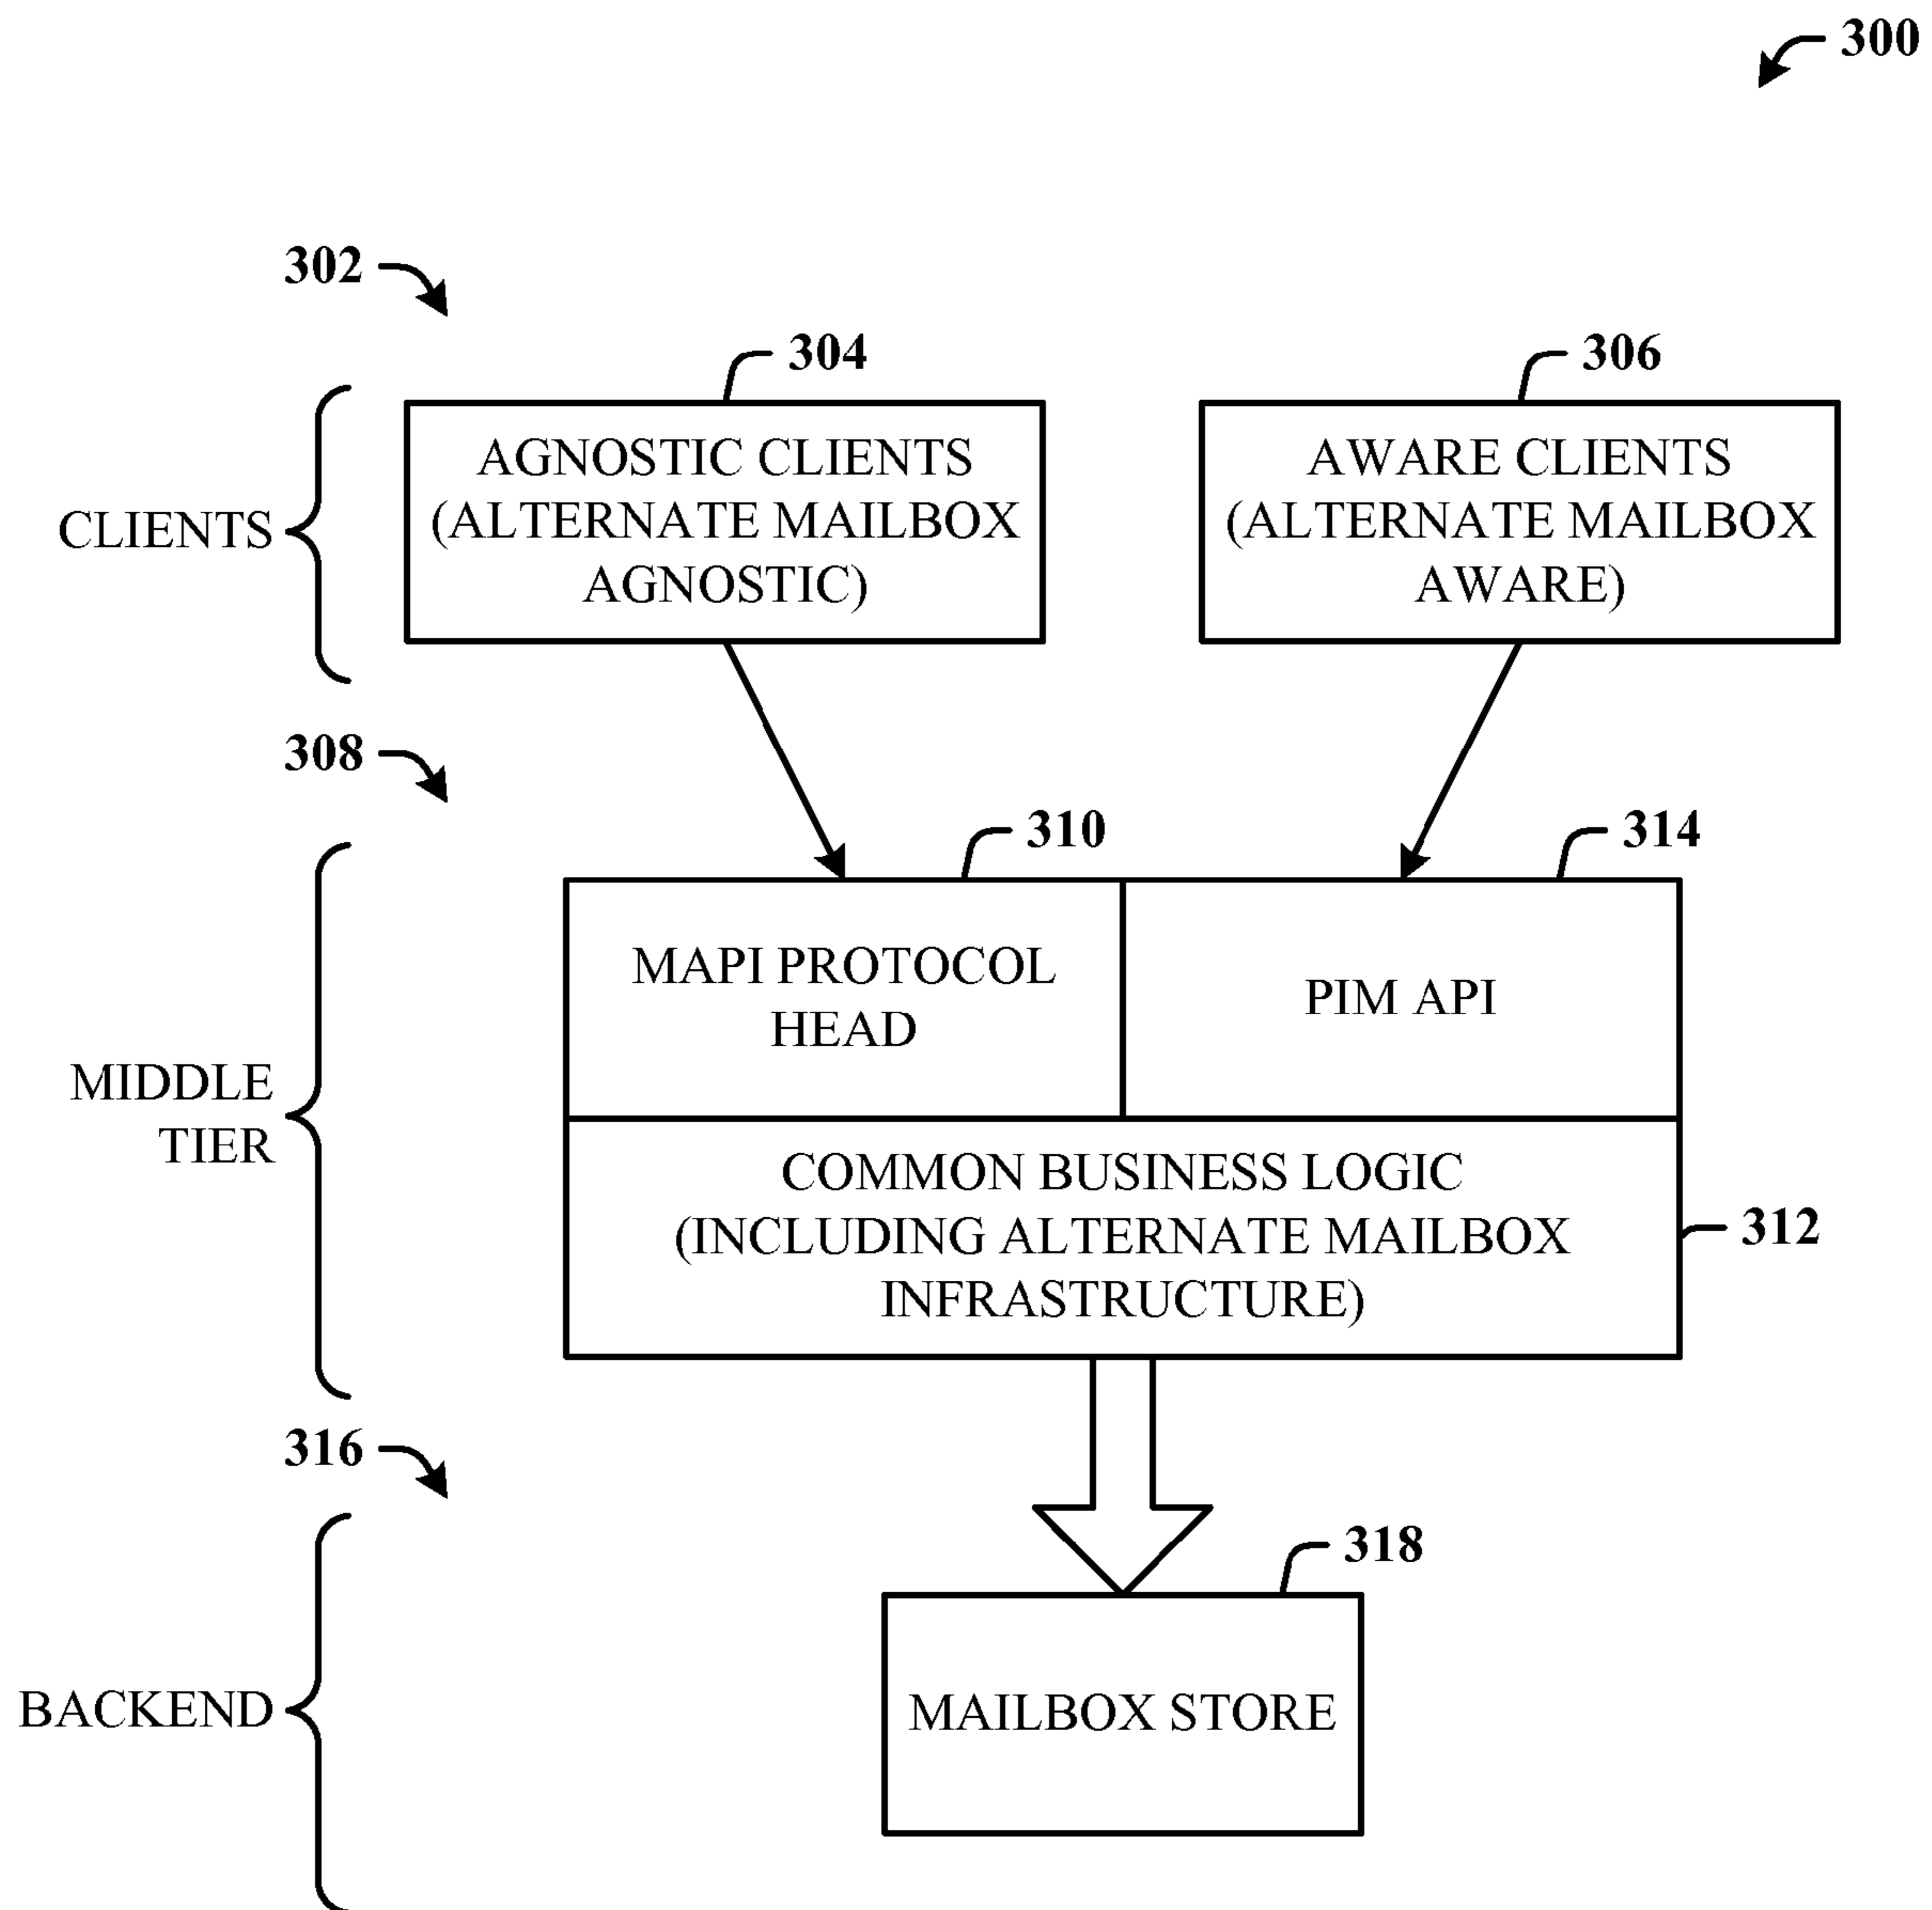 300
302
304
306
AGNOSTIC CLIENTS
(ALTERNATE MAILBOX
AGNOSTIC)
AWARE CLIENTS
(ALTERNATE MAILBOX
AWARE)
CLIENTS
308
310
314
MAPI PROTOCOL
HEAD
PIM API
MIDDLE
TIER
COMMON BUSINESS LOGIC
(INCLUDING ALTERNATE MAILBOX
INFRASTRUCTURE)
312
316
318
MAILBOX STORE
BACKEND